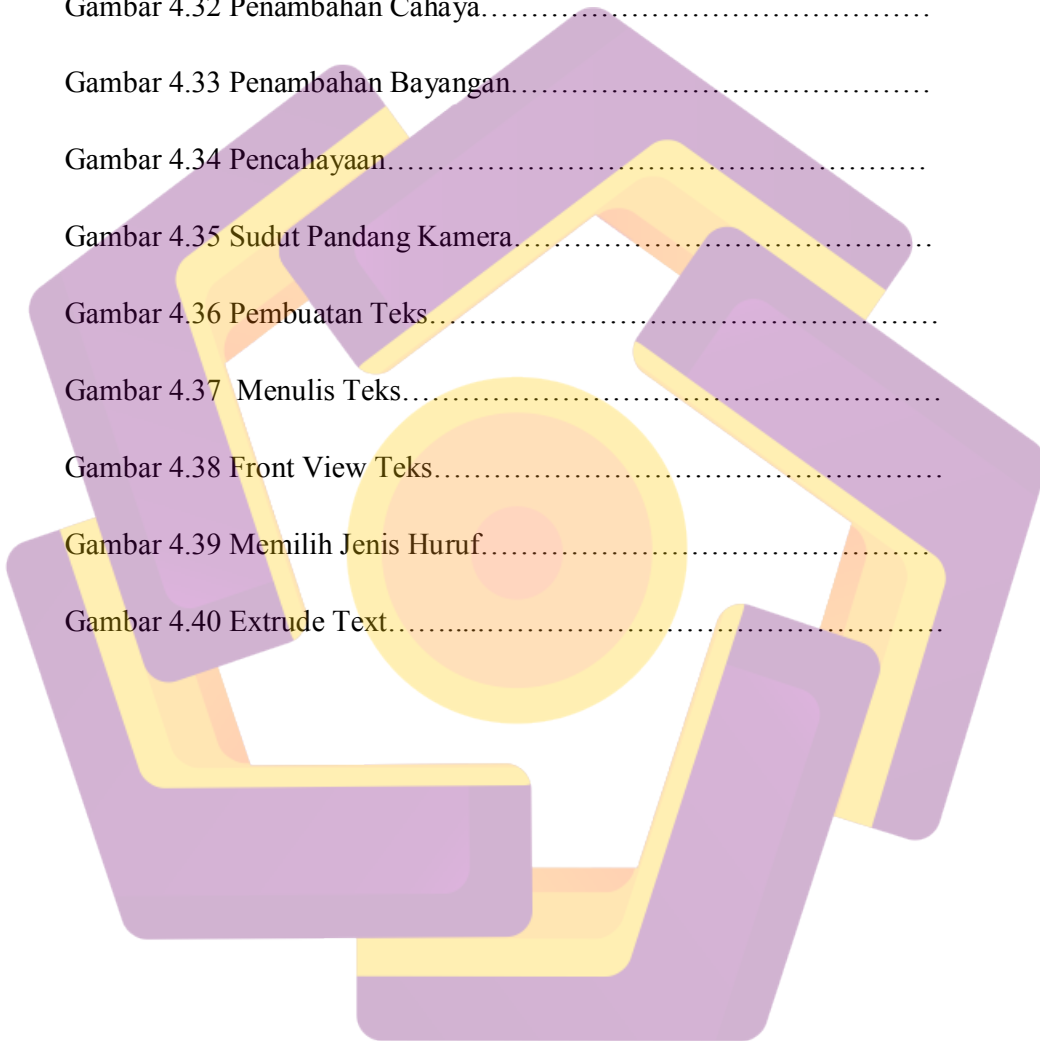 Gambar 4.32 Penambahan Cahaya……………………………………….
Gambar 4.33 Penambahan Bayangan……………………………………
Gambar 4.34 Pencahayaan……………………………………………….
Gambar 4.35 Sudut Pandang Kamera……………………………………
Gambar 4.36 Pembuatan Teks……………………………………………
Gambar 4.37  Menulis Teks………………………………………………
Gambar 4.38 Front View Teks……………………………………………
Gambar 4.39 Memilih Jenis Huruf………………………………………
Gambar 4.40 Extrude Text……...…………………………………………